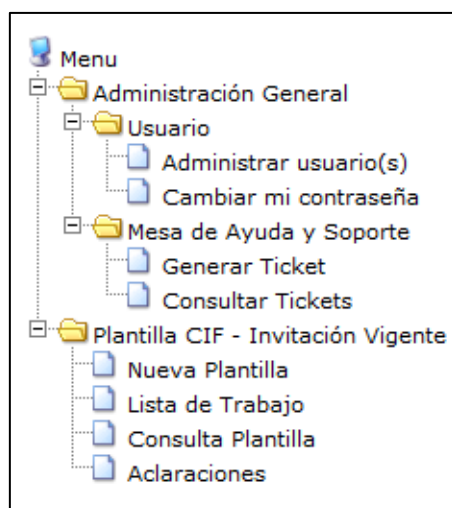 Menu
Administración General
Usuario
Administrar usuario(s)
Cambiar mi contraseña
Mesa de Ayuda y Soporte
Generar Ticket
Consultar Tickets
Plantilla CIF - Invitación Vigente
Nueva Plantilla
Lista de Trabajo
Consulta Plantilla
Aclaraciones